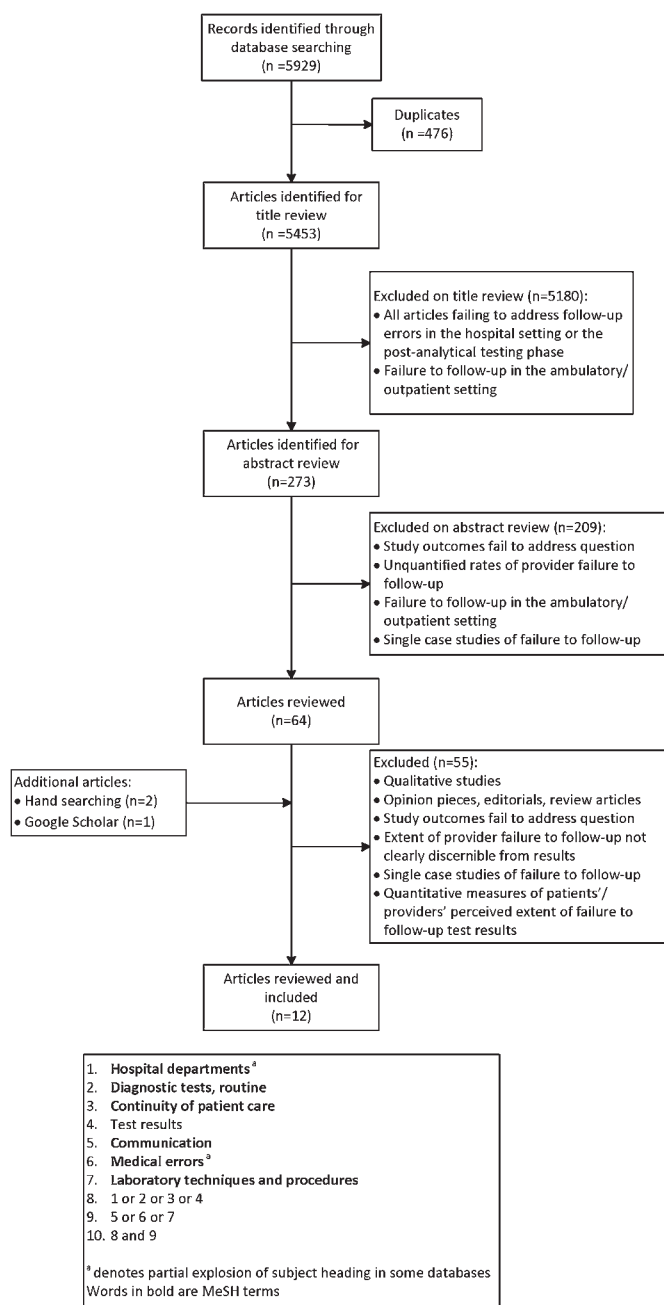 Records identified through
database searching
(n =5929)
Duplicates
(n =476)
Articles identified for
title review
(n =5453)
Excluded on title review (n=5180):
• All articles failing to address follow-up
errors in the hospital setting or the
post-analytical testing phase
• Failure to follow-up in the ambulatory/
outpatient setting
Articles identified for
abstract review
(n=273)
Excluded on abstract review (n=209):
• Study outcomes fail to address question
• Unquantified rates of provider failure to
follow-up
• Failure to follow-up in the ambulatory/
outpatient setting
• Single case studies of failure to follow-up
Articles reviewed
(n=64)
Additional articles:
• Hand searching (n=2)
• Google Scholar (n=1)
Excluded (n=55):
• Qualitative studies
• Opinion pieces, editorials, review articles
• Study outcomes fail to address question
• Extent of provider failure to follow-up not
clearly discernible from results
• Single case studies of failure to follow-up
• Quantitative measures of patients'/
providers' perceived extent of failure to
follow-up test results
Articles reviewed and
included
(n=12)
1. Hospital departments a
2. Diagnostic tests, routine
3. Continuity of patient care
4. Test results
5. Communication
6. Medical errors a
7. Laboratory techniques and procedures
8. 1 or 2 or 3 or 4
9. 5 or 6 or 7
10. 8 and 9
a denotes partial explosion of subject heading in some databases
Words in bold are MeSH terms